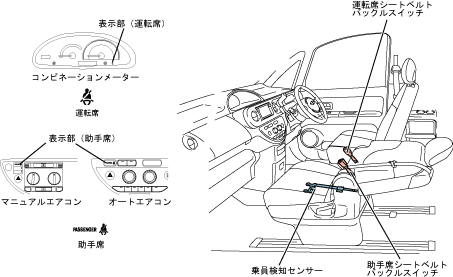 表示部（運転席）
コンビネーションメーター
運転席
表示部（助手席）
マニュアルエアコン
オートエアコン
PASSENGER
助手席
運転席シートベルト
バックルスイッチ
乗員検知センサー
助手席シートベルト
バックルスイッチ